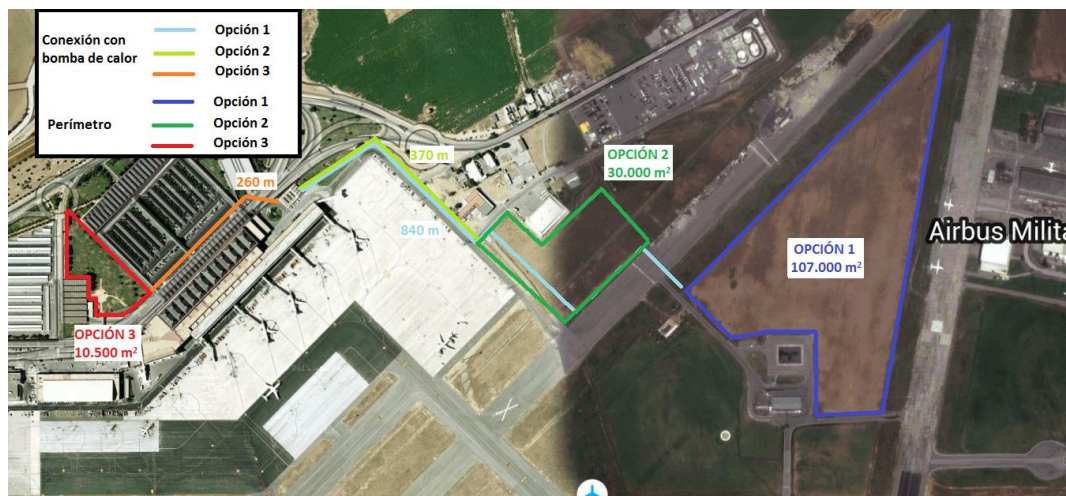 Conexión con
bomba de calor
Opción 1
Opción 2
Opción 3
Perímetro
Opción 1
Opción 2
Opción 3
370 m
260 m
840 m
OPCIÓN 2
30.000 m²
OPCIÓN 1
107.000 m²
Airbus Milita
OPCIÓN 3
10.500 m²